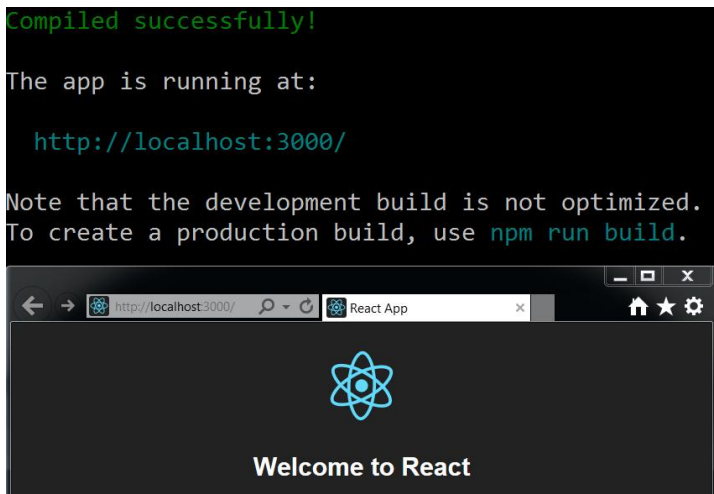 Compiled successfully!
The app is running at:
http://localhost:3000/
Note that the development build is not optimized.
To create a production build, use npm run build.
http://localhost:3000/ React App
Welcome to React